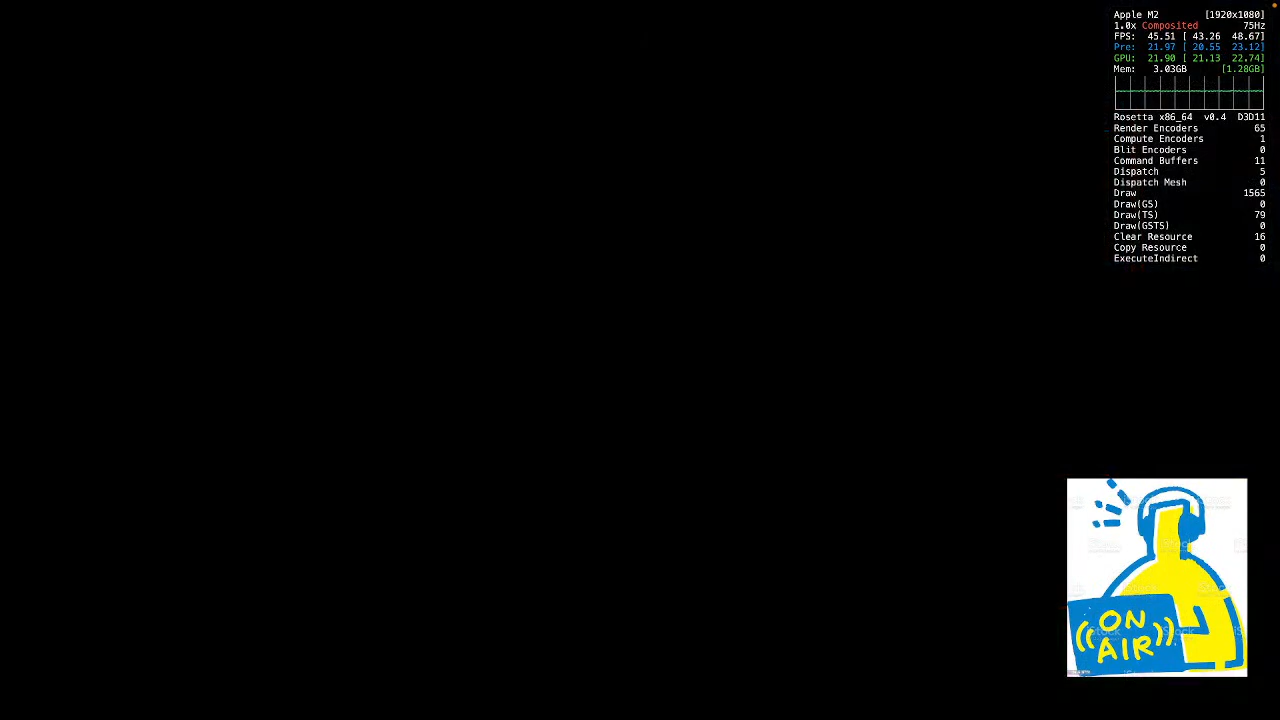 Apple M2 [1920x1080]
1.0x Composited 75Hz
FPS: 45.51 [ 43.26 48.67]
Pre: 21.97 [ 20.55 23.12]
GPU: 21.90 [ 21.13 22.74]
Mem: 3.03GB [1.28GB]
Rosetta x86_64 v0.4 D3D11
Render Encoders 65
Compute Encoders 1
Blit Encoders 0
Command Buffers 11
Dispatch 5
Dispatch Mesh 0
Draw 1565
Draw(GS) 0
Draw(TS) 79
Draw(GSTS) 0
Clear Resource 16
Copy Resource 0
ExecuteIndirect 0
ON
AIR
iStock